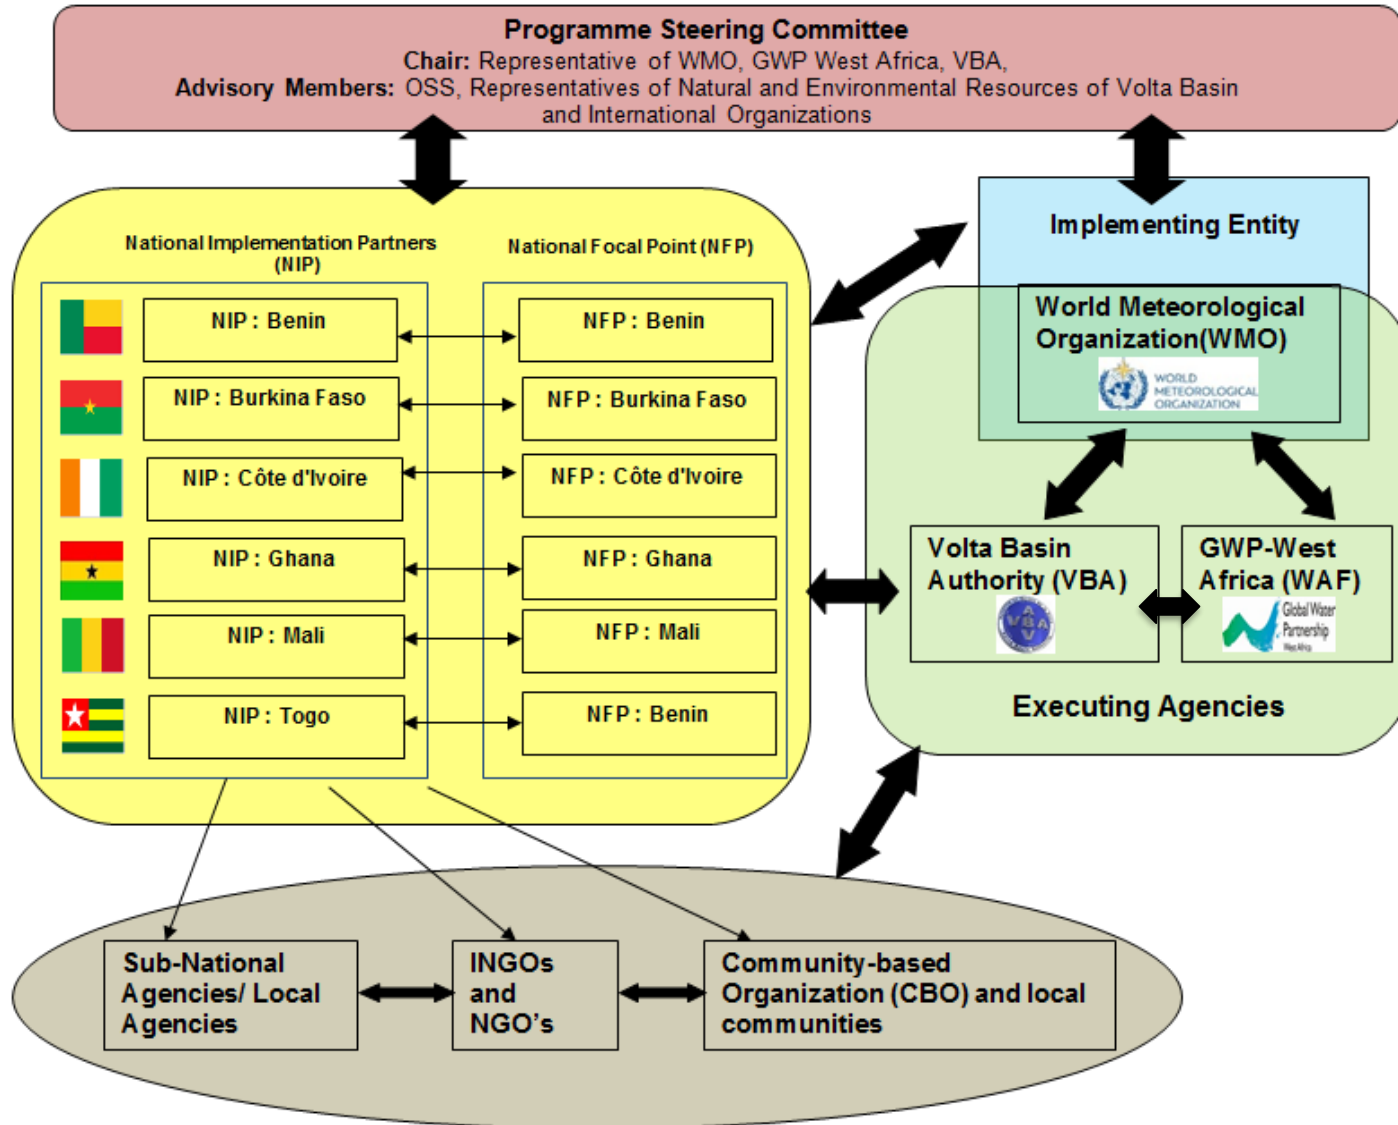 Programme Steering Committee
Chair: Representative of WMO, GWP West Africa, VBA,
Advisory Members: OSS, Representatives of Natural and Environmental Resources of Volta Basin
and International Organizations
National Implementation Partners
(NIP)
National Focal Point (NFP)
NIP : Benin
NFP : Benin
NIP : Burkina Faso
NFP : Burkina Faso
NIP : Côte d'Ivoire
NFP : Côte d'Ivoire
NIP : Ghana
NFP : Ghana
NIP : Mali
NFP : Mali
NIP : Togo
NFP : Benin
Implementing Entity
World Meteorological
Organization(WMO)
WORLD
METEOROLOGICAL
ORGANIZATION
Volta Basin
Authority (VBA)
VBA
GWP-West
Africa (WAF)
Global Water
Partnership
West Africa
Executing Agencies
Sub-National
Agencies/ Local
Agencies
INGOs
and
NGO’s
Community-based
Organization (CBO) and local
communities